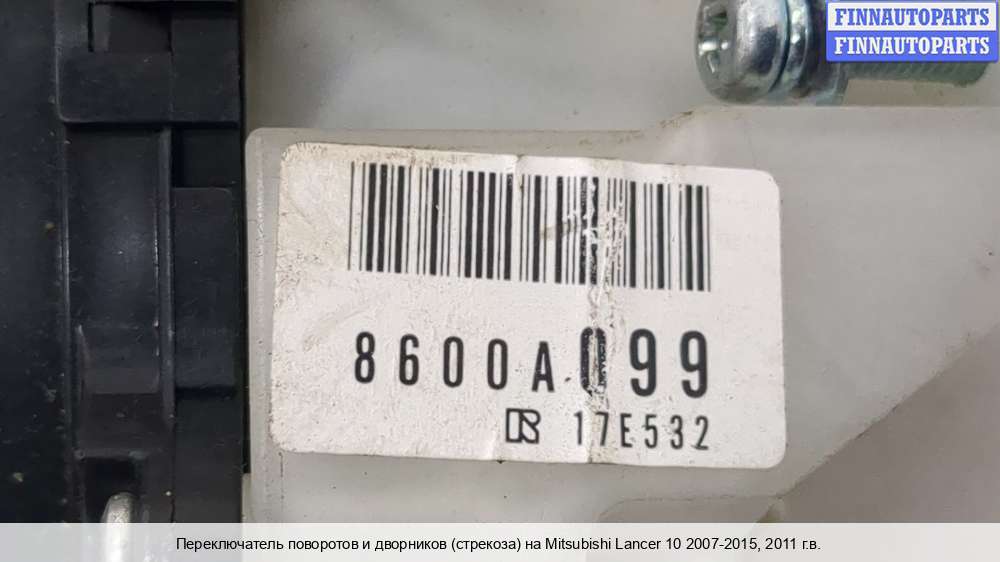 FINNAUTOPARTS
FINNAUTOPARTS
8600A099
17E532
Переключатель поворотов и дворников (стрекоза) на Mitsubishi Lancer 10 2007-2015, 2011 г.в.